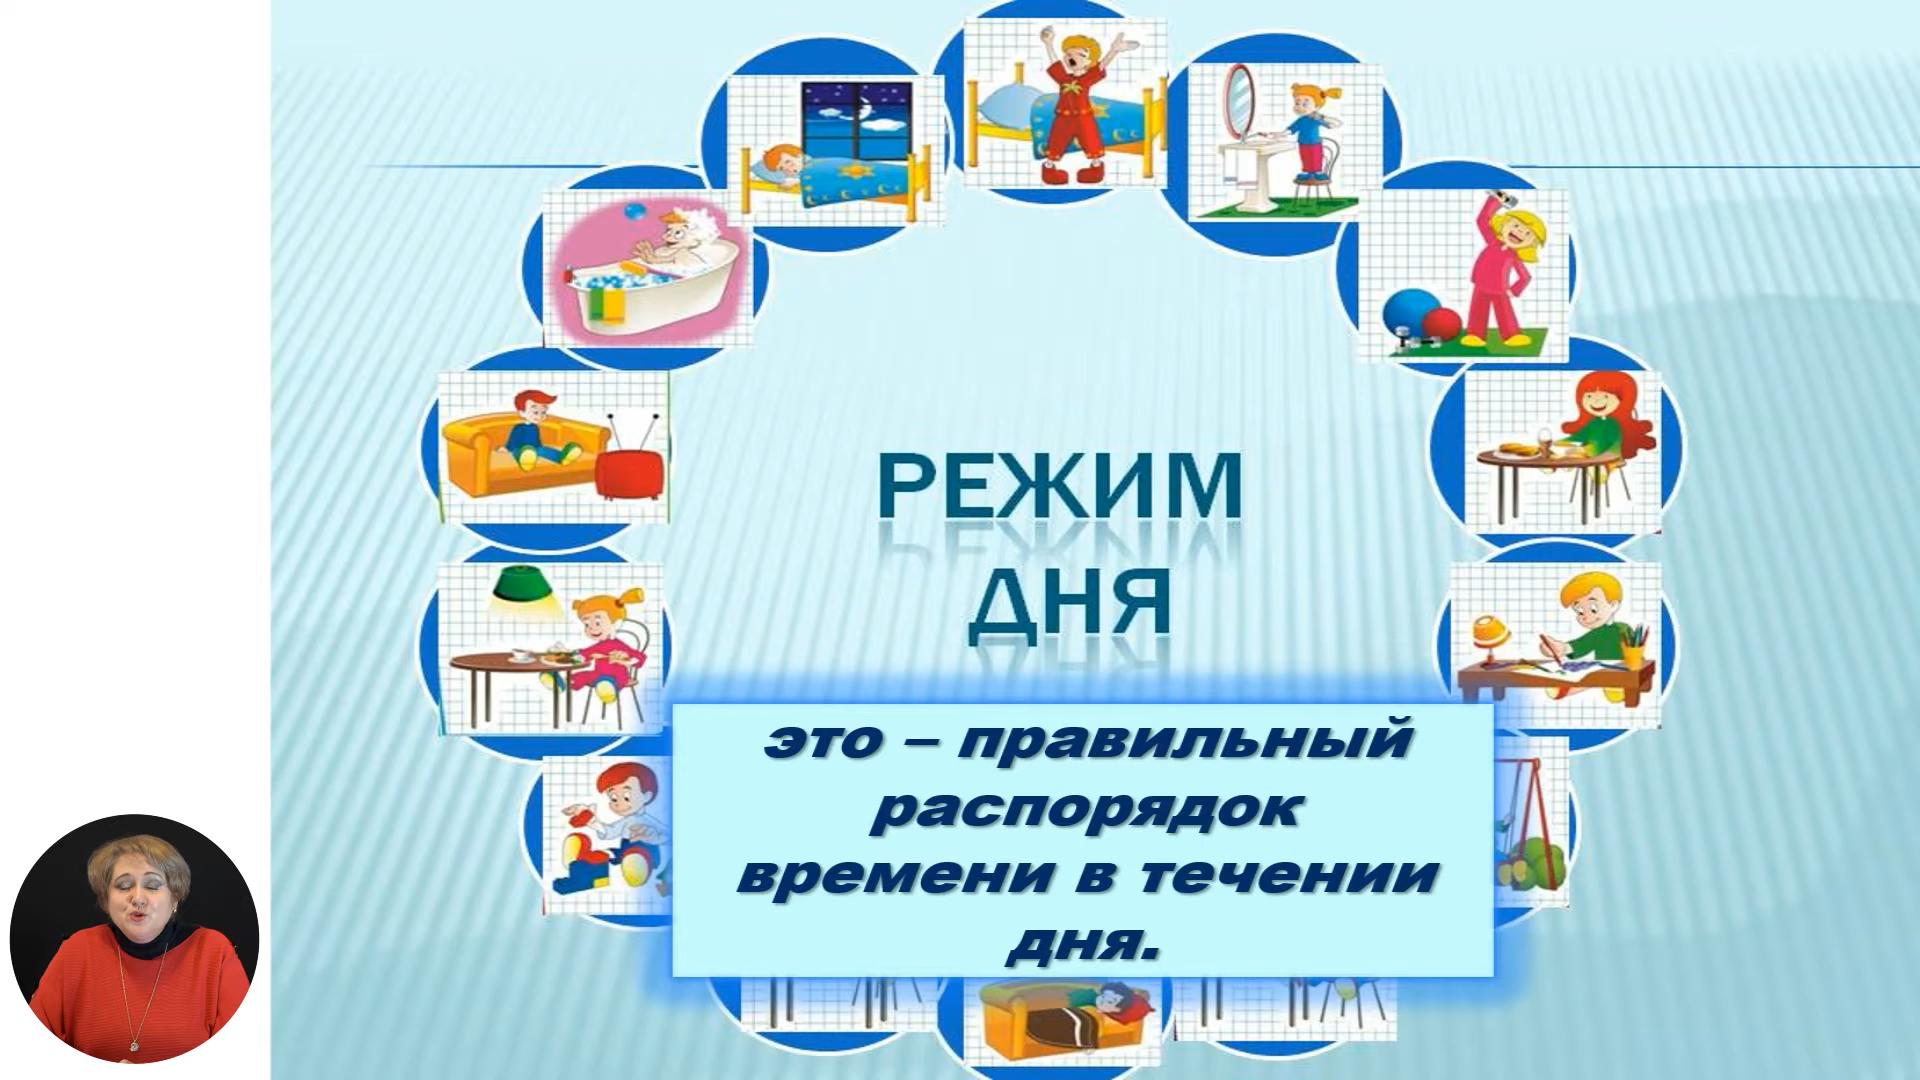 РЕЖИМ
ДНЯ
это – правильный
распорядок
времени в течении
дня.